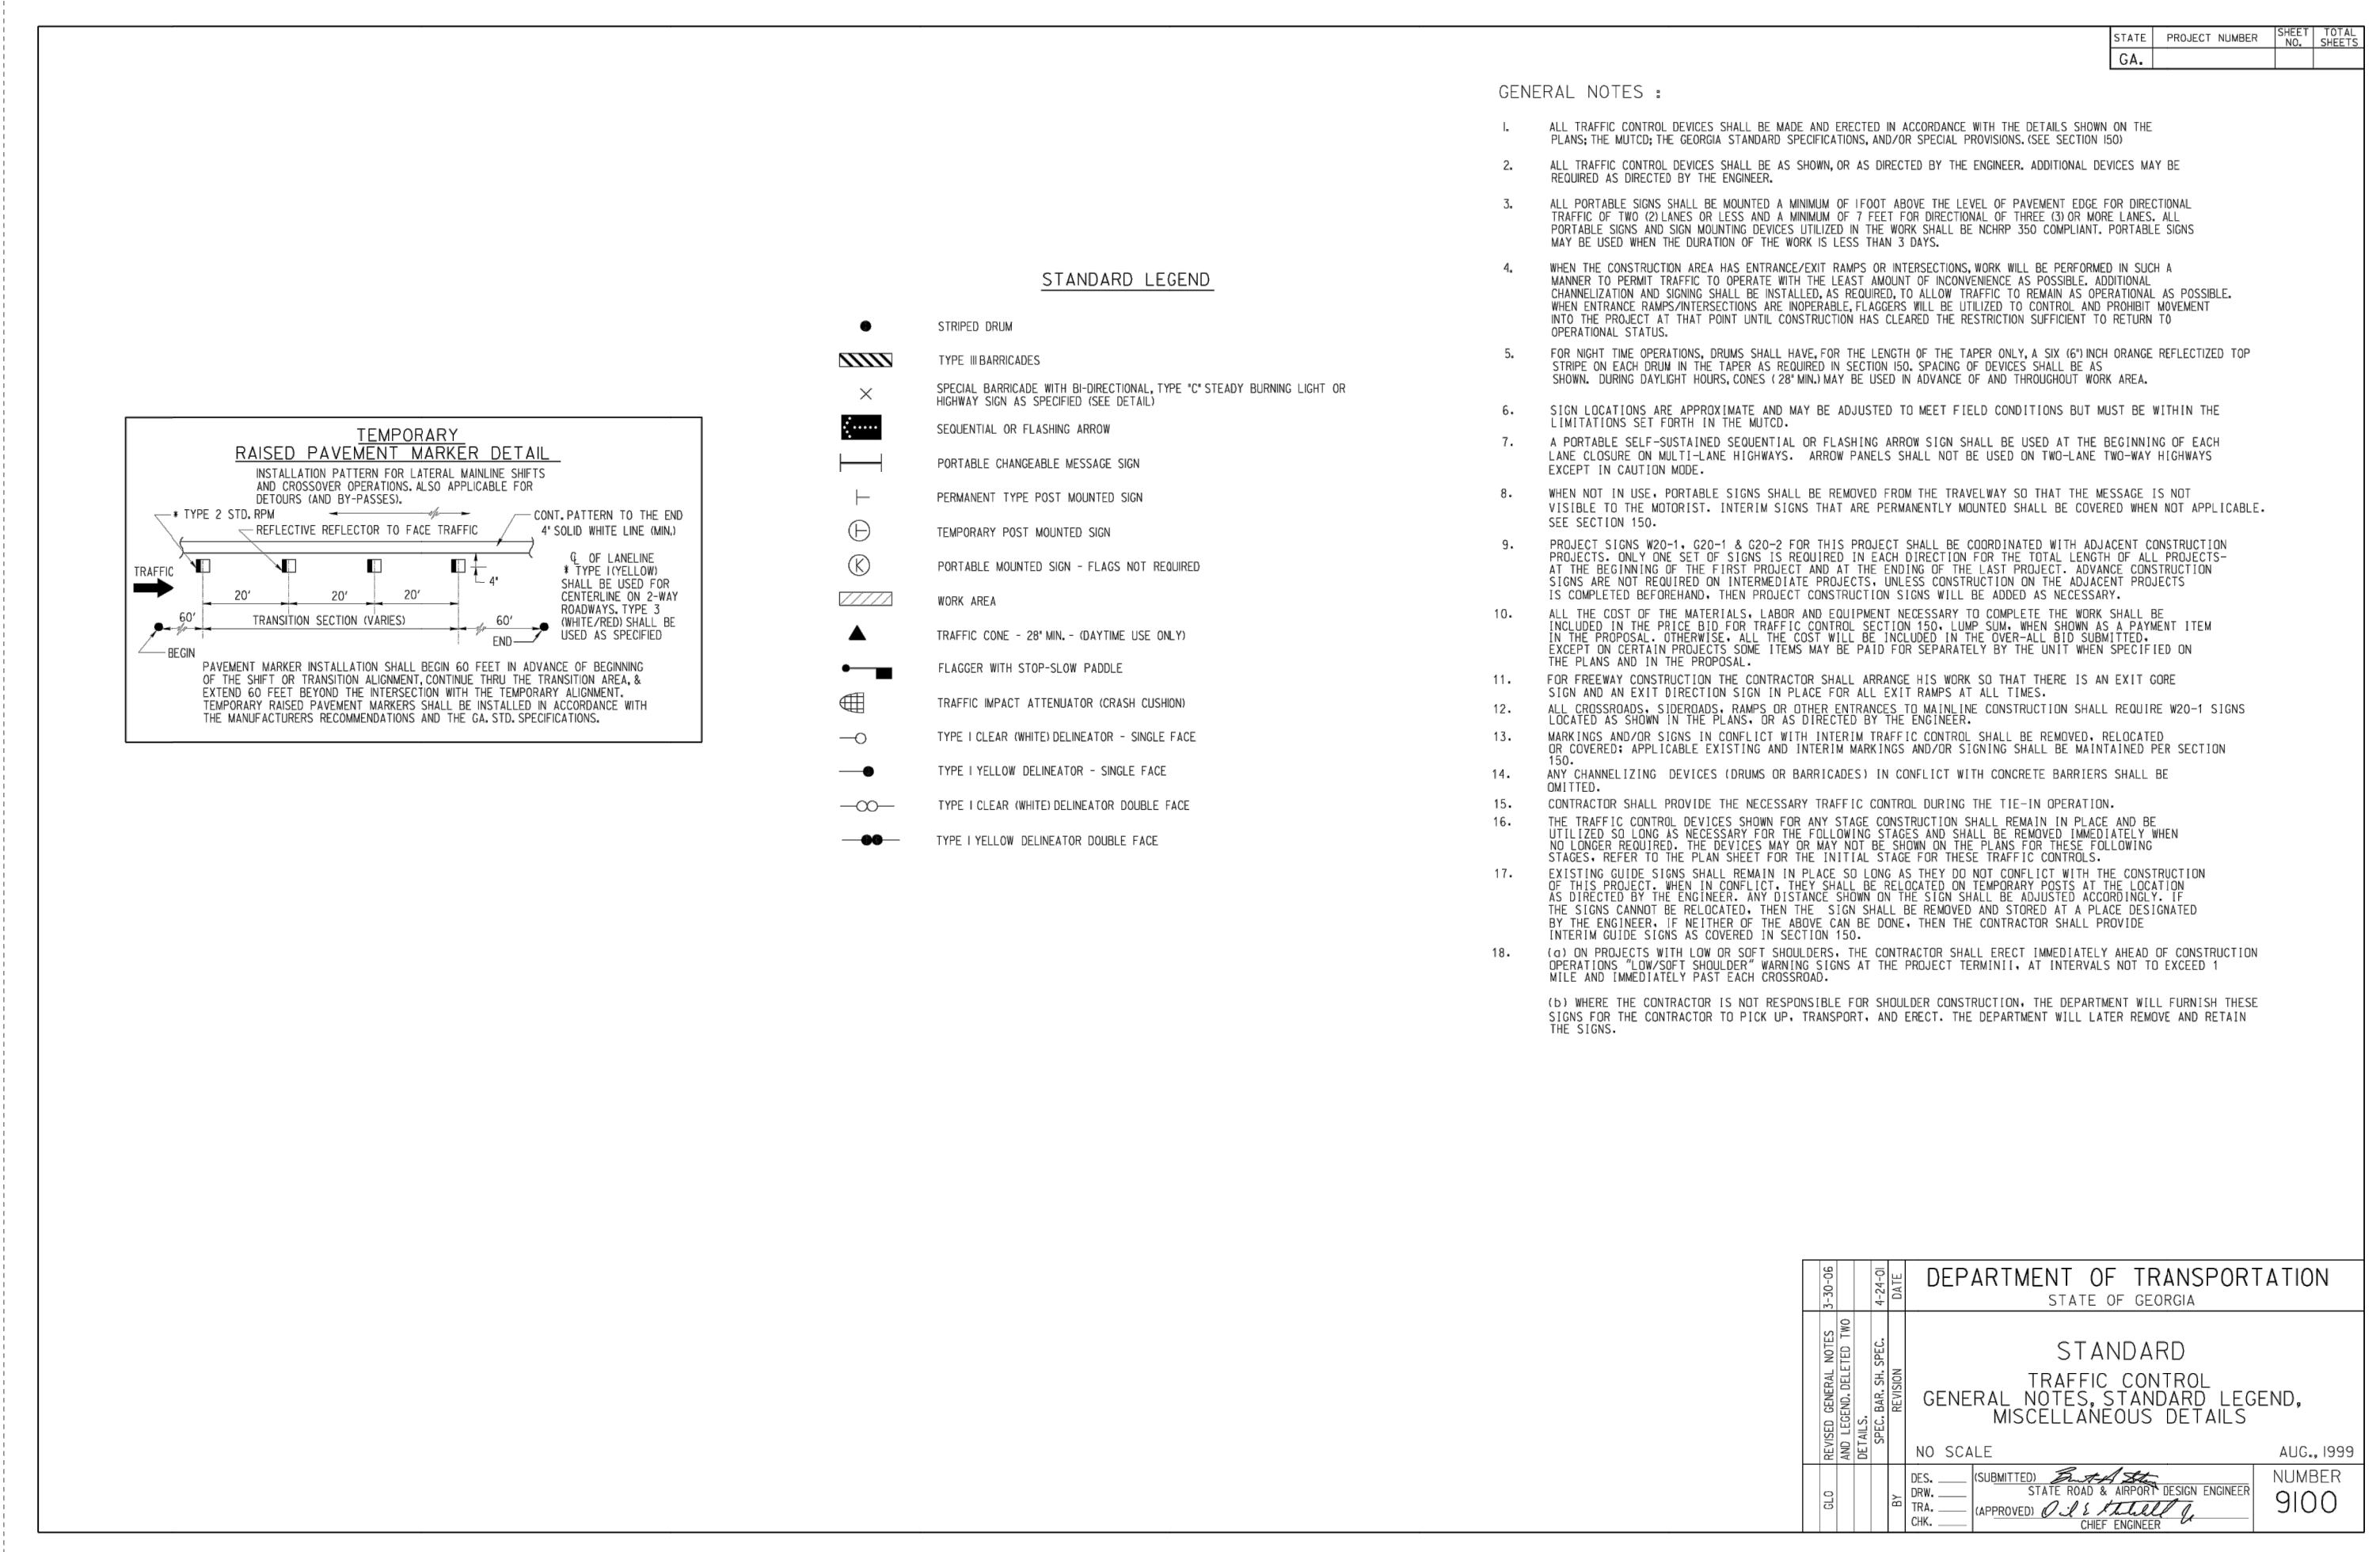 STATE PROJECT NUMBER SHEET NO. TOTAL SHEETS
GA.
GENERAL NOTES :
1. ALL TRAFFIC CONTROL DEVICES SHALL BE MADE AND ERECTED IN ACCORDANCE WITH THE DETAILS SHOWN ON THE
PLANS; THE MUTCD; THE GEORGIA STANDARD SPECIFICATIONS, AND/OR SPECIAL PROVISIONS. (SEE SECTION 150)
2. ALL TRAFFIC CONTROL DEVICES SHALL BE AS SHOWN, OR AS DIRECTED BY THE ENGINEER. ADDITIONAL DEVICES MAY BE
REQUIRED AS DIRECTED BY THE ENGINEER.
3. ALL PORTABLE SIGNS SHALL BE MOUNTED A MINIMUM OF 1 FOOT ABOVE THE LEVEL OF PAVEMENT EDGE FOR DIRECTIONAL
TRAFFIC OF TWO (2) LANES OR LESS AND A MINIMUM OF 7 FEET FOR DIRECTIONAL OF THREE (3) OR MORE LANES. ALL
PORTABLE SIGNS AND SIGN MOUNTING DEVICES UTILIZED IN THE WORK SHALL BE NCHRP 350 COMPLIANT. PORTABLE SIGNS
MAY BE USED WHEN THE DURATION OF THE WORK IS LESS THAN 3 DAYS.
4. WHEN THE CONSTRUCTION AREA HAS ENTRANCE/EXIT RAMPS OR INTERSECTIONS, WORK WILL BE PERFORMED IN SUCH A
MANNER TO PERMIT TRAFFIC TO OPERATE WITH THE LEAST AMOUNT OF INCONVENIENCE AS POSSIBLE. ADDITIONAL
CHANNELIZATION AND SIGNING SHALL BE INSTALLED, AS REQUIRED, TO ALLOW TRAFFIC TO REMAIN AS OPERATIONAL AS POSSIBLE.
WHEN ENTRANCE RAMPS/INTERSECTIONS ARE INOPERABLE, FLAGGERS WILL BE UTILIZED TO CONTROL AND PROHIBIT MOVEMENT
INTO THE PROJECT AT THAT POINT UNTIL CONSTRUCTION HAS CLEARED THE RESTRICTION SUFFICIENT TO RETURN TO
OPERATIONAL STATUS.
5. FOR NIGHT TIME OPERATIONS, DRUMS SHALL HAVE, FOR THE LENGTH OF THE TAPER ONLY, A SIX (6") INCH ORANGE REFLECTIZED TOP
STRIPE ON EACH DRUM IN THE TAPER AS REQUIRED IN SECTION 150. SPACING OF DEVICES SHALL BE AS
SHOWN. DURING DAYLIGHT HOURS, CONES ( 28" MIN.) MAY BE USED IN ADVANCE OF AND THROUGHOUT WORK AREA.
6. SIGN LOCATIONS ARE APPROXIMATE AND MAY BE ADJUSTED TO MEET FIELD CONDITIONS BUT MUST BE WITHIN THE
LIMITATIONS SET FORTH IN THE MUTCD.
7. A PORTABLE SELF-SUSTAINED SEQUENTIAL OR FLASHING ARROW SIGN SHALL BE USED AT THE BEGINNING OF EACH
LANE CLOSURE ON MULTI-LANE HIGHWAYS. ARROW PANELS SHALL NOT BE USED ON TWO-LANE TWO-WAY HIGHWAYS
EXCEPT IN CAUTION MODE.
8. WHEN NOT IN USE, PORTABLE SIGNS SHALL BE REMOVED FROM THE TRAVELWAY SO THAT THE MESSAGE IS NOT
VISIBLE TO THE MOTORIST. INTERIM SIGNS THAT ARE PERMANENTLY MOUNTED SHALL BE COVERED WHEN NOT APPLICABLE.
SEE SECTION 150.
9. PROJECT SIGNS W20-1, G20-1 & G20-2 FOR THIS PROJECT SHALL BE COORDINATED WITH ADJACENT CONSTRUCTION
PROJECTS. ONLY ONE SET OF SIGNS IS REQUIRED IN EACH DIRECTION FOR THE TOTAL LENGTH OF ALL PROJECTS-
AT THE BEGINNING OF THE FIRST PROJECT AND AT THE ENDING OF THE LAST PROJECT. ADVANCE CONSTRUCTION
SIGNS ARE NOT REQUIRED ON INTERMEDIATE PROJECTS, UNLESS CONSTRUCTION ON THE ADJACENT PROJECTS
IS COMPLETED BEFOREHAND, THEN PROJECT CONSTRUCTION SIGNS WILL BE ADDED AS NECESSARY.
10. ALL THE COST OF THE MATERIALS, LABOR AND EQUIPMENT NECESSARY TO COMPLETE THE WORK SHALL BE
INCLUDED IN THE PRICE BID FOR TRAFFIC CONTROL SECTION 150, LUMP SUM, WHEN SHOWN AS A PAYMENT ITEM
IN THE PROPOSAL. OTHERWISE, ALL THE COST WILL BE INCLUDED IN THE OVER-ALL BID SUBMITTED,
EXCEPT ON CERTAIN PROJECTS SOME ITEMS MAY BE PAID FOR SEPARATELY BY THE UNIT WHEN SPECIFIED ON
THE PLANS AND IN THE PROPOSAL.
11. FOR FREEWAY CONSTRUCTION THE CONTRACTOR SHALL ARRANGE HIS WORK SO THAT THERE IS AN EXIT GORE
SIGN AND AN EXIT DIRECTION SIGN IN PLACE FOR ALL EXIT RAMPS AT ALL TIMES.
12. ALL CROSSROADS, SIDEROADS, RAMPS OR OTHER ENTRANCES TO MAINLINE CONSTRUCTION SHALL REQUIRE W20-1 SIGNS
LOCATED AS SHOWN IN THE PLANS, OR AS DIRECTED BY THE ENGINEER.
13. MARKINGS AND/OR SIGNS IN CONFLICT WITH INTERIM TRAFFIC CONTROL SHALL BE REMOVED, RELOCATED
OR COVERED; APPLICABLE EXISTING AND INTERIM MARKINGS AND/OR SIGNING SHALL BE MAINTAINED PER SECTION
150.
14. ANY CHANNELIZING DEVICES (DRUMS OR BARRICADES) IN CONFLICT WITH CONCRETE BARRIERS SHALL BE
OMITTED.
15. CONTRACTOR SHALL PROVIDE THE NECESSARY TRAFFIC CONTROL DURING THE TIE-IN OPERATION.
16. THE TRAFFIC CONTROL DEVICES SHOWN FOR ANY STAGE CONSTRUCTION SHALL REMAIN IN PLACE AND BE
UTILIZED SO LONG AS NECESSARY FOR THE FOLLOWING STAGES AND SHALL BE REMOVED IMMEDIATELY WHEN
NO LONGER REQUIRED. THE DEVICES MAY OR MAY NOT BE SHOWN ON THE PLANS FOR THESE FOLLOWING
STAGES, REFER TO THE PLAN SHEET FOR THE INITIAL STAGE FOR THESE TRAFFIC CONTROLS.
17. EXISTING GUIDE SIGNS SHALL REMAIN IN PLACE SO LONG AS THEY DO NOT CONFLICT WITH THE CONSTRUCTION
OF THIS PROJECT. WHEN IN CONFLICT, THEY SHALL BE RELOCATED ON TEMPORARY POSTS AT THE LOCATION
AS DIRECTED BY THE ENGINEER. ANY DISTANCE SHOWN ON THE SIGN SHALL BE ADJUSTED ACCORDINGLY. IF
THE SIGNS CANNOT BE RELOCATED, THEN THE SIGN SHALL BE REMOVED AND STORED AT A PLACE DESIGNATED
BY THE ENGINEER. IF NEITHER OF THE ABOVE CAN BE DONE, THEN THE CONTRACTOR SHALL PROVIDE
INTERIM GUIDE SIGNS AS COVERED IN SECTION 150.
18. (a) ON PROJECTS WITH LOW OR SOFT SHOULDERS, THE CONTRACTOR SHALL ERECT IMMEDIATELY AHEAD OF CONSTRUCTION
OPERATIONS "LOW/SOFT SHOULDER" WARNING SIGNS AT THE PROJECT TERMINII, AT INTERVALS NOT TO EXCEED 1
MILE AND IMMEDIATELY PAST EACH CROSSROAD.
(b) WHERE THE CONTRACTOR IS NOT RESPONSIBLE FOR SHOULDER CONSTRUCTION, THE DEPARTMENT WILL FURNISH THESE
SIGNS FOR THE CONTRACTOR TO PICK UP, TRANSPORT, AND ERECT. THE DEPARTMENT WILL LATER REMOVE AND RETAIN
THE SIGNS.
STANDARD LEGEND
STRIPED DRUM
TYPE III BARRICADES
SPECIAL BARRICADE WITH BI-DIRECTIONAL, TYPE "C" STEADY BURNING LIGHT OR
HIGHWAY SIGN AS SPECIFIED (SEE DETAIL)
SEQUENTIAL OR FLASHING ARROW
PORTABLE CHANGEABLE MESSAGE SIGN
PERMANENT TYPE POST MOUNTED SIGN
TEMPORARY POST MOUNTED SIGN
K PORTABLE MOUNTED SIGN - FLAGS NOT REQUIRED
WORK AREA
TRAFFIC CONE - 28" MIN. - (DAYTIME USE ONLY)
FLAGGER WITH STOP-SLOW PADDLE
TRAFFIC IMPACT ATTENUATOR (CRASH CUSHION)
TYPE I CLEAR (WHITE) DELINEATOR - SINGLE FACE
TYPE I YELLOW DELINEATOR - SINGLE FACE
TYPE I CLEAR (WHITE) DELINEATOR DOUBLE FACE
TYPE I YELLOW DELINEATOR DOUBLE FACE
TEMPORARY
RAISED PAVEMENT MARKER DETAIL
INSTALLATION PATTERN FOR LATERAL MAINLINE SHIFTS
AND CROSSOVER OPERATIONS. ALSO APPLICABLE FOR
DETOURS (AND BY-PASSES).
* TYPE 2 STD. RPM
CONT. PATTERN TO THE END
REFLECTIVE REFLECTOR TO FACE TRAFFIC
4" SOLID WHITE LINE (MIN.)
TRAFFIC
4"
℄ OF LANELINE
* TYPE 1 (YELLOW)
SHALL BE USED FOR
CENTERLINE ON 2-WAY
ROADWAYS. TYPE 3
(WHITE/RED) SHALL BE
USED AS SPECIFIED
20' 20' 20'
60' TRANSITION SECTION (VARIES) 60'
BEGIN
END
PAVEMENT MARKER INSTALLATION SHALL BEGIN 60 FEET IN ADVANCE OF BEGINNING
OF THE SHIFT OR TRANSITION ALIGNMENT, CONTINUE THRU THE TRANSITION AREA, &
EXTEND 60 FEET BEYOND THE INTERSECTION WITH THE TEMPORARY ALIGNMENT.
TEMPORARY RAISED PAVEMENT MARKERS SHALL BE INSTALLED IN ACCORDANCE WITH
THE MANUFACTURERS RECOMMENDATIONS AND THE GA. STD. SPECIFICATIONS.
GLO REVISED GENERAL NOTES 3-30-06
AND LEGEND. DELETED TWO
DETAILS.
SPEC. BAR. SH. SPEC. 4-24-01
BY REVISION DATE
DEPARTMENT OF TRANSPORTATION
STATE OF GEORGIA
STANDARD
TRAFFIC CONTROL
GENERAL NOTES, STANDARD LEGEND,
MISCELLANEOUS DETAILS
NO SCALE AUG., 1999
DES.
DRW.
TRA.
CHK.
(SUBMITTED)
STATE ROAD & AIRPORT DESIGN ENGINEER
(APPROVED)
CHIEF ENGINEER
NUMBER
9100